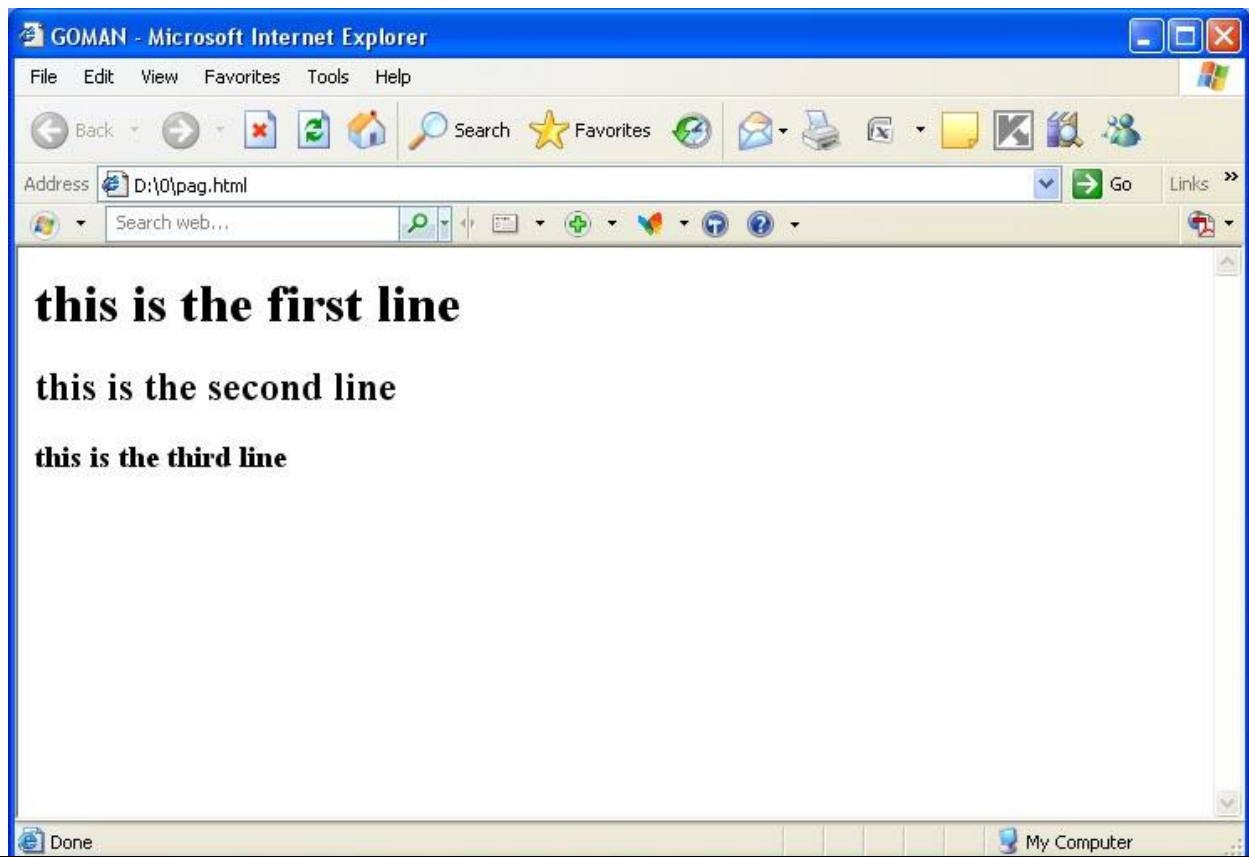 GOMAN - Microsoft Internet Explorer
File Edit View Favorites Tools Help
Back Search Favorites
Address D:\0\pag.html Go Links »
Search web...
this is the first line
this is the second line
this is the third line
Done My Computer